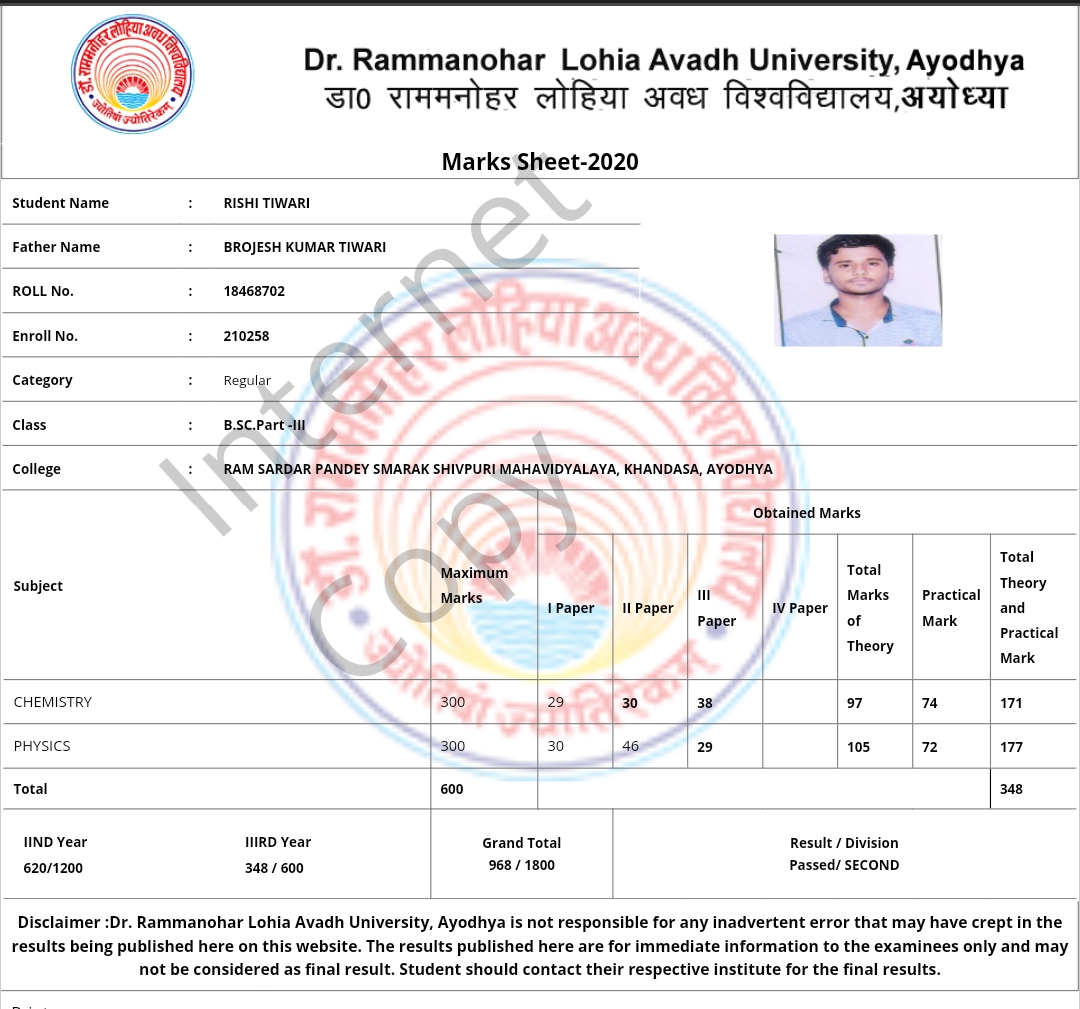 Dr. Rammanohar Lohia Avadh University, Ayodhya
डा0 राममनोहर लोहिया अवध विश्वविद्यालय,अयोध्या
डॉ. राममनोहर लोहिया अवध विश्वविद्यालय
ज्योतिर्मा ज्योतिरेकम्
Marks Sheet-2020
Student Name : RISHI TIWARI
Father Name : BROJESH KUMAR TIWARI
ROLL No. : 18468702
Enroll No. : 210258
Category : Regular
Class : B.SC.Part -III
College : RAM SARDAR PANDEY SMARAK SHIVPURI MAHAVIDYALAYA, KHANDASA, AYODHYA
Internet
Copy
Obtained Marks
Subject Maximum Marks I Paper II Paper III Paper IV Paper Total Marks of Theory Practical Mark Total Theory and Practical Mark
CHEMISTRY 300 29 30 38 97 74 171
PHYSICS 300 30 46 29 105 72 177
Total 600 348
IIND Year IIIRD Year Grand Total Result / Division
620/1200 348 / 600 968 / 1800 Passed/ SECOND
Disclaimer :Dr. Rammanohar Lohia Avadh University, Ayodhya is not responsible for any inadvertent error that may have crept in the
results being published here on this website. The results published here are for immediate information to the examinees only and may
not be considered as final result. Student should contact their respective institute for the final results.